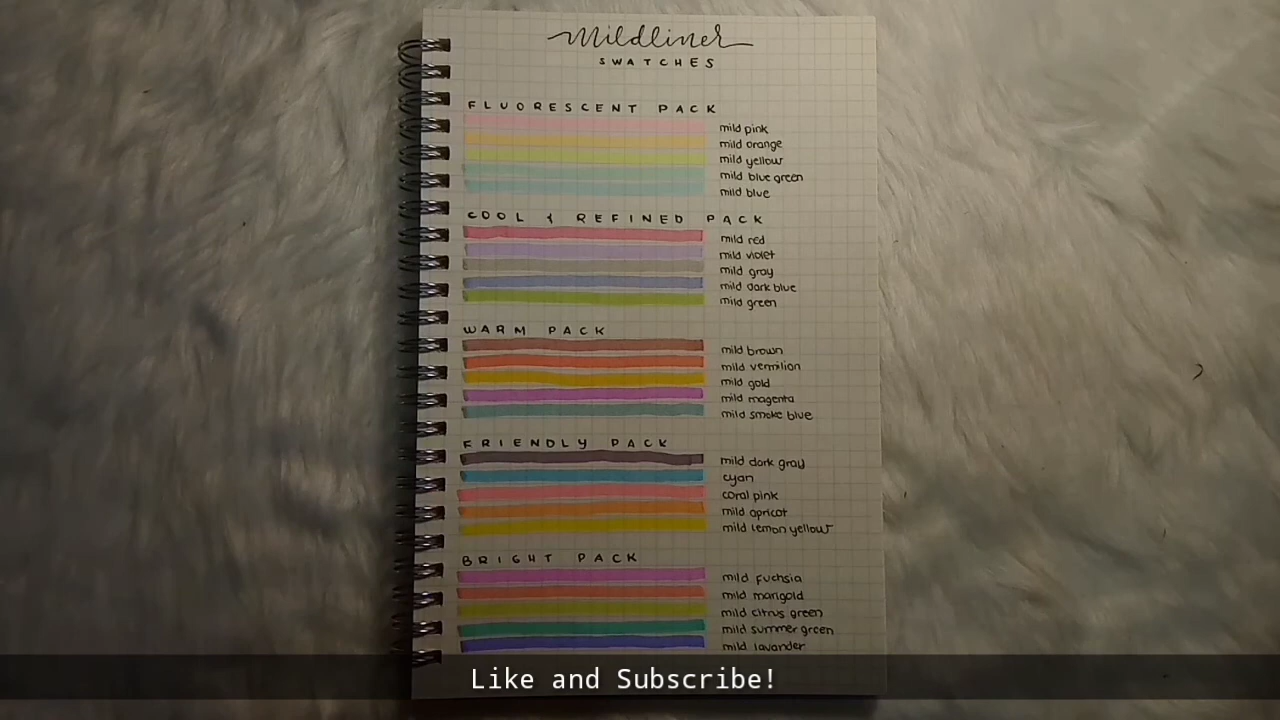 Mildliner
SWATCHES
FLUORESCENT PACK
mild pink
mild orange
mild yellow
mild blue green
mild blue
COOL & REFINED PACK
mild red
mild violet
mild gray
mild dark blue
mild green
WARM PACK
mild brown
mild vermilion
mild gold
mild magenta
mild smoke blue
FRIENDLY PACK
mild dark gray
cyan
coral pink
mild apricot
mild lemon yellow
BRIGHT PACK
mild fuchsia
mild marigold
mild citrus green
mild summer green
mild lavander
Like and Subscribe!